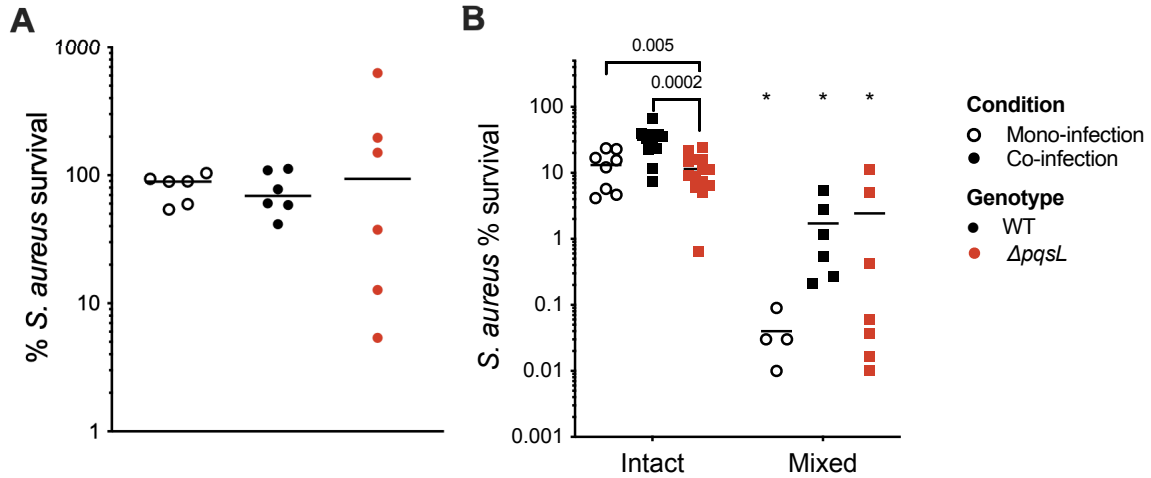 A
% S. aureus survival
1000
100
10
1
B
S. aureus % survival
100
10
1
0.1
0.01
0.001
0.005
0.0002
* * *
Intact Mixed
Condition
Mono-infection
Co-infection
Genotype
WT
ΔpqsL